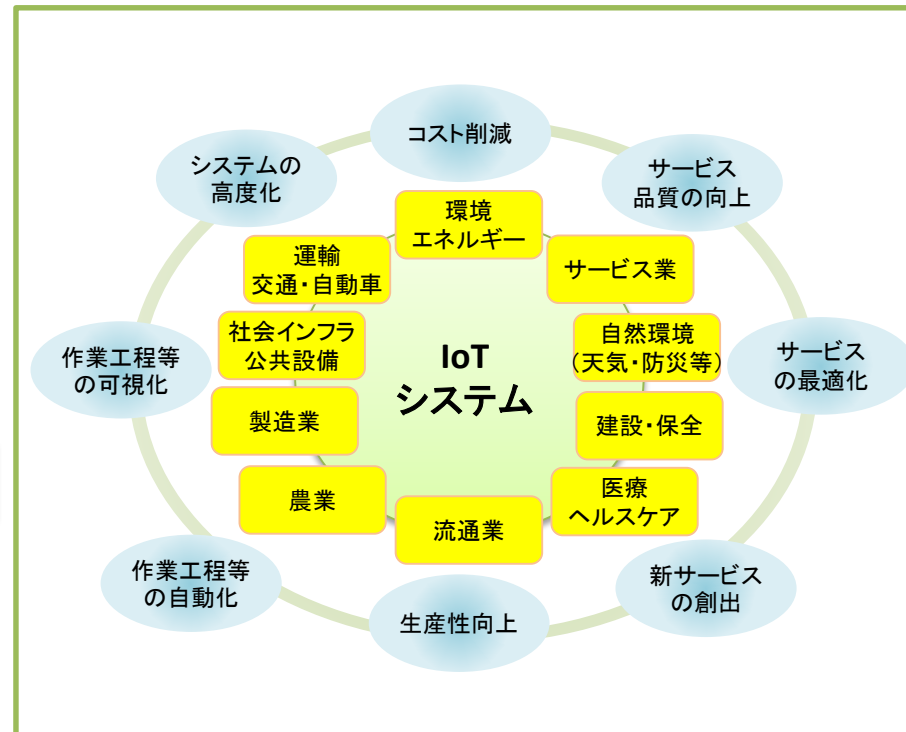 コスト削減
システムの
高度化
サービス
品質の向上
環境
エネルギー
運輸
交通・自動車
サービス業
社会インフラ
公共設備
自然環境
（天気・防災等）
作業工程等
の可視化
IoT
システム
サービス
の最適化
製造業
建設・保全
農業
医療
ヘルスケア
流通業
作業工程等
の自動化
新サービス
の創出
生産性向上